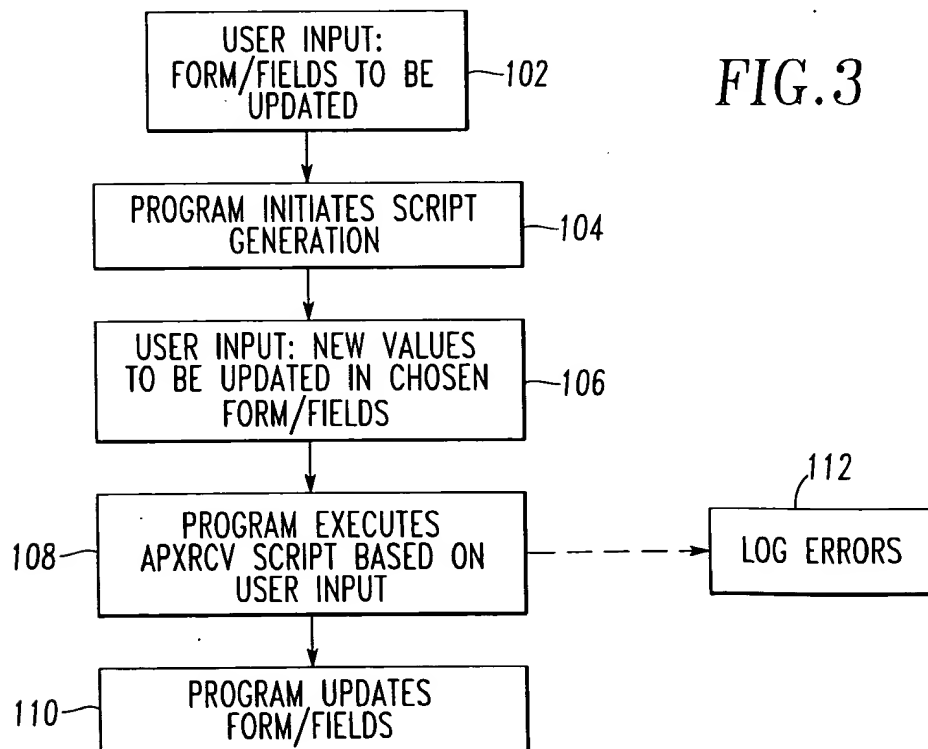 USER INPUT:
FORM/FIELDS TO BE
UPDATED
102
FIG.3
PROGRAM INITIATES SCRIPT
GENERATION
104
USER INPUT: NEW VALUES
TO BE UPDATED IN CHOSEN
FORM/FIELDS
106
108
PROGRAM EXECUTES
APXRCV SCRIPT BASED ON
USER INPUT
112
LOG ERRORS
110
PROGRAM UPDATES
FORM/FIELDS